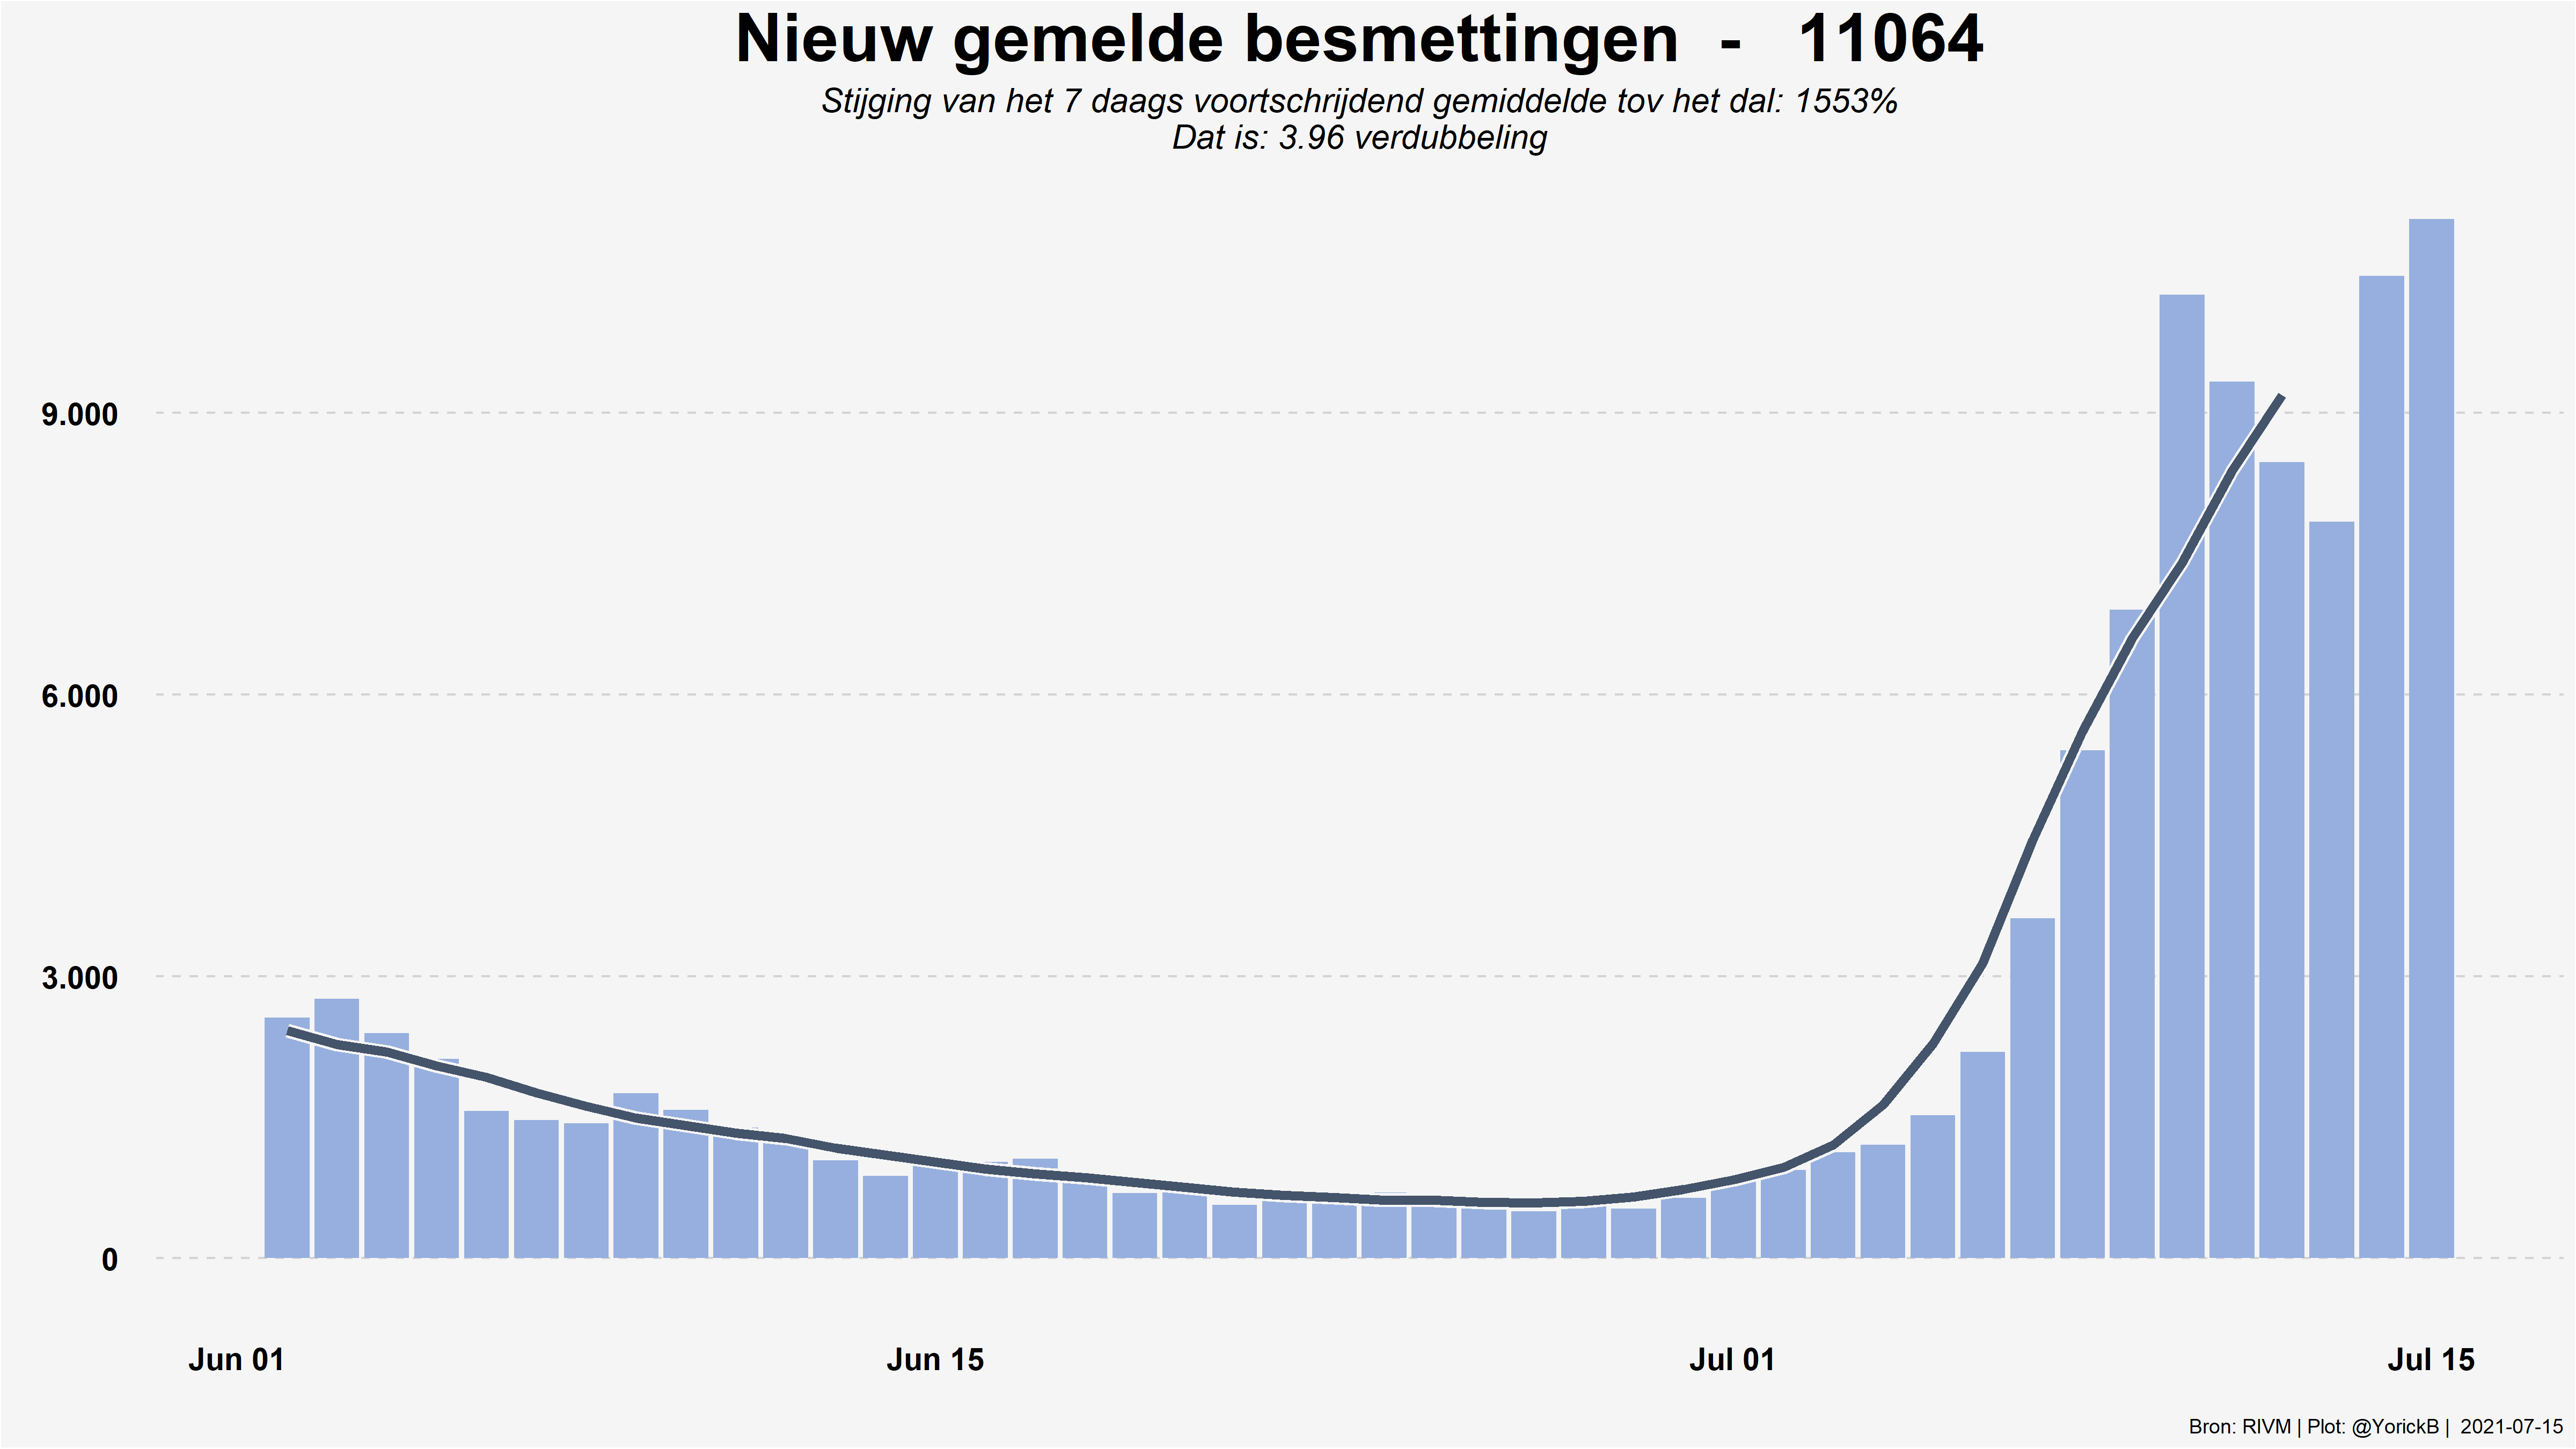 Nieuw gemelde besmettingen - 11064
Stijging van het 7 daags voortschrijdend gemiddelde tov het dal: 1553%
Dat is: 3.96 verdubbeling
9.000
6.000
3.000
0
Jun 01 Jun 15 Jul 01 Jul 15
Bron: RIVM | Plot: @YorickB | 2021-07-15